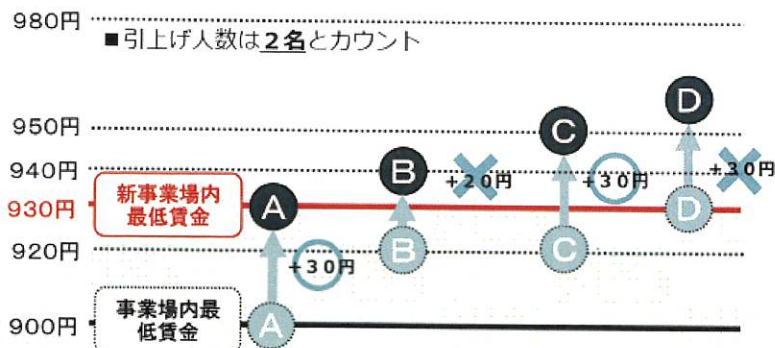 980円
■引上げ人数は2名とカウント
950円
940円
930円
920円
900円
新事業場内
最低賃金
事業場内最
低賃金
A
B
C
D
+30円
+20円
+30円
+30円
A
B
C
D